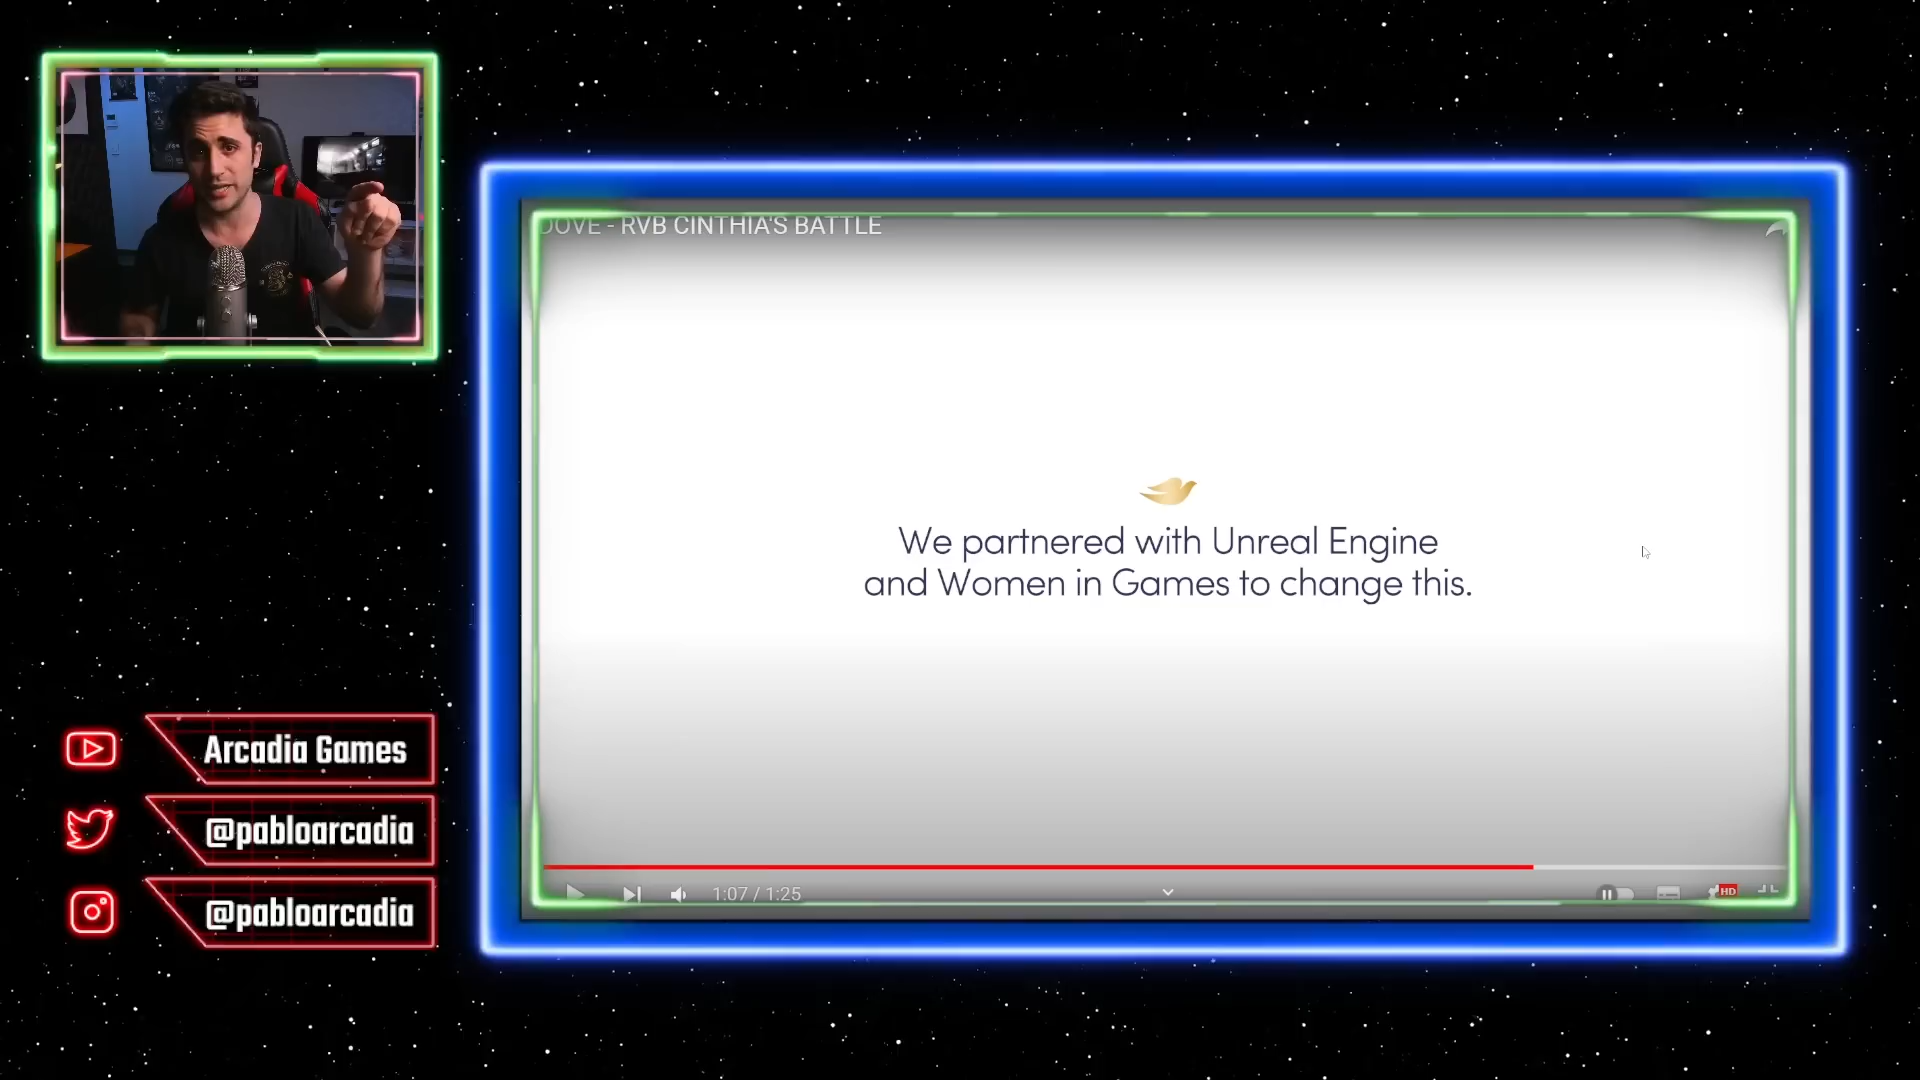 DOVE - RVB CINTHIA'S BATTLE
We partnered with Unreal Engine
and Women in Games to change this.
1:07 / 1:25
HD
Arcadia Games
@pabloarcadia
@pabloarcadia